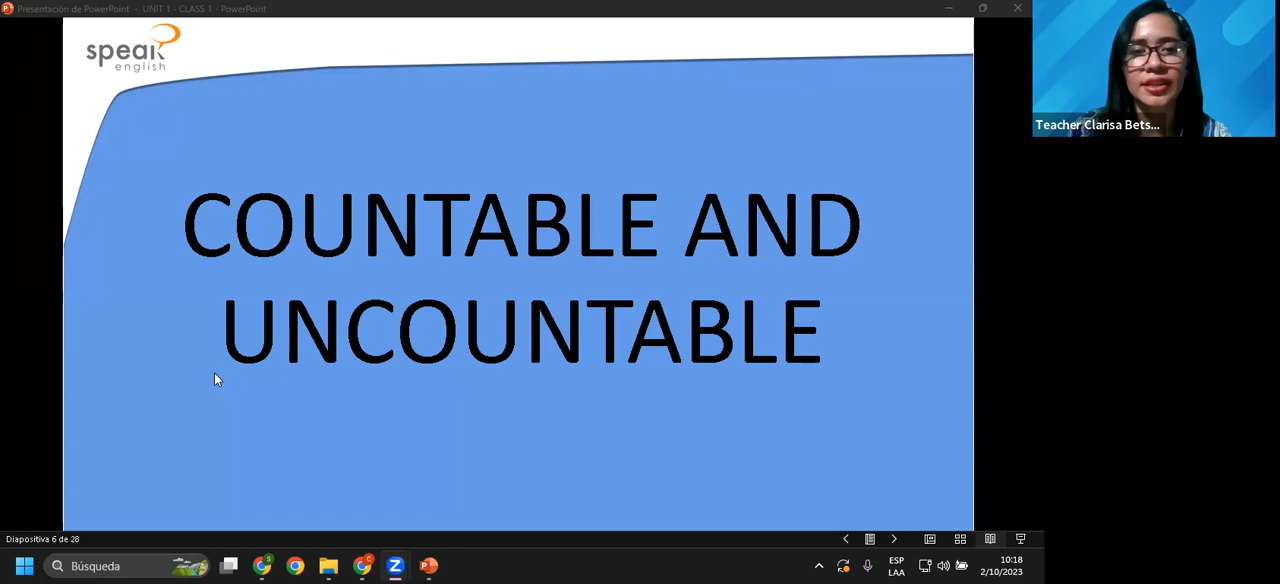 Presentación de PowerPoint - UNIT 1 - CLASS 1 - PowerPoint
speak
english
Teacher Clarisa Bets...
COUNTABLE AND
UNCOUNTABLE
Diapositiva 6 de 28
Búsqueda
ESP
LAA
10:18
2/10/2023